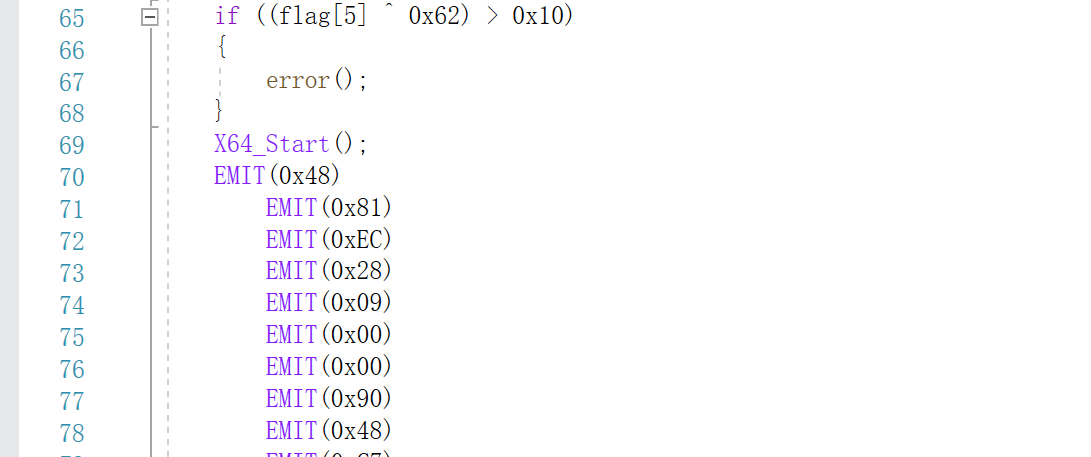 65 if ((flag[5] ^ 0x62) > 0x10)
66 {
67 error();
68 }
69 X64_Start();
70 EMIT(0x48)
71 EMIT(0x81)
72 EMIT(0xEC)
73 EMIT(0x28)
74 EMIT(0x09)
75 EMIT(0x00)
76 EMIT(0x00)
77 EMIT(0x90)
78 EMIT(0x48)